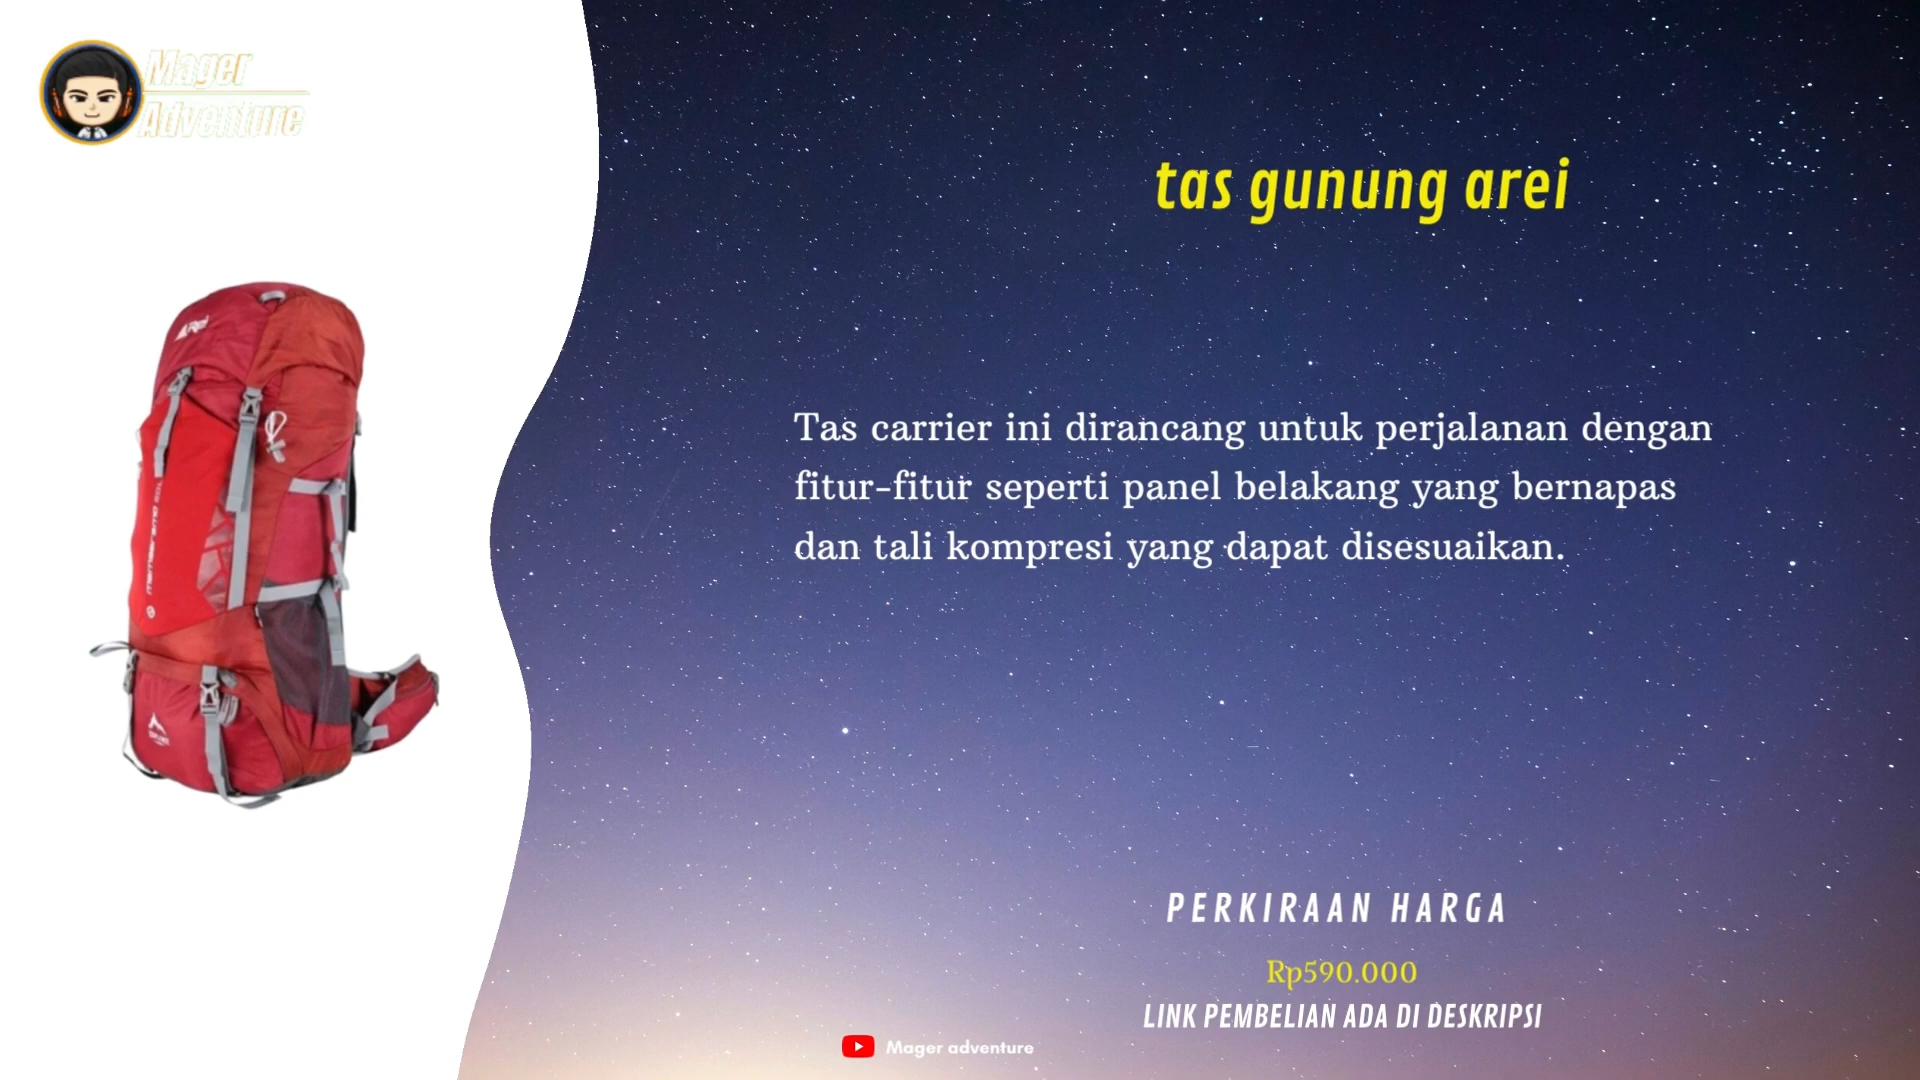 Mager
Adventure
tas gunung arei
Tas carrier ini dirancang untuk perjalanan dengan
fitur-fitur seperti panel belakang yang bernapas
dan tali kompresi yang dapat disesuaikan.
PERKIRAAN HARGA
Rp590.000
LINK PEMBELIAN ADA DI DESKRIPSI
Mager adventure